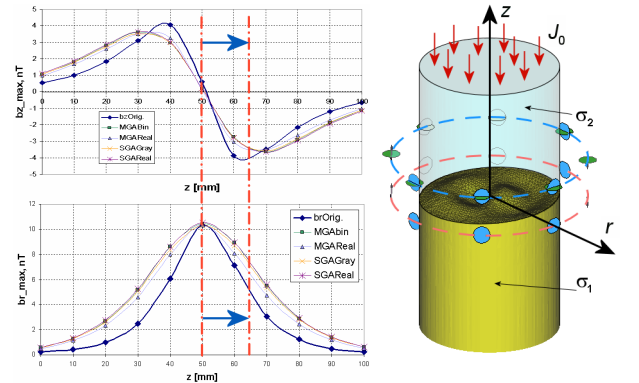 bz_max, nT
5
4
3
2
1
0
-1
-2
-3
-4
-5
0 10 20 30 40 50 60 70 80 90 100
bzOrig.
MGABin
MGAReal
SGAGray
SGAReal
z [mm]
br_max, nT
12
10
8
6
4
2
0
brOrig.
MGAbin
MGAReal
SGAGray
SGAReal
0 10 20 30 40 50 60 70 80 90 100
z [mm]
z
J₀
σ₂
r
σ₁